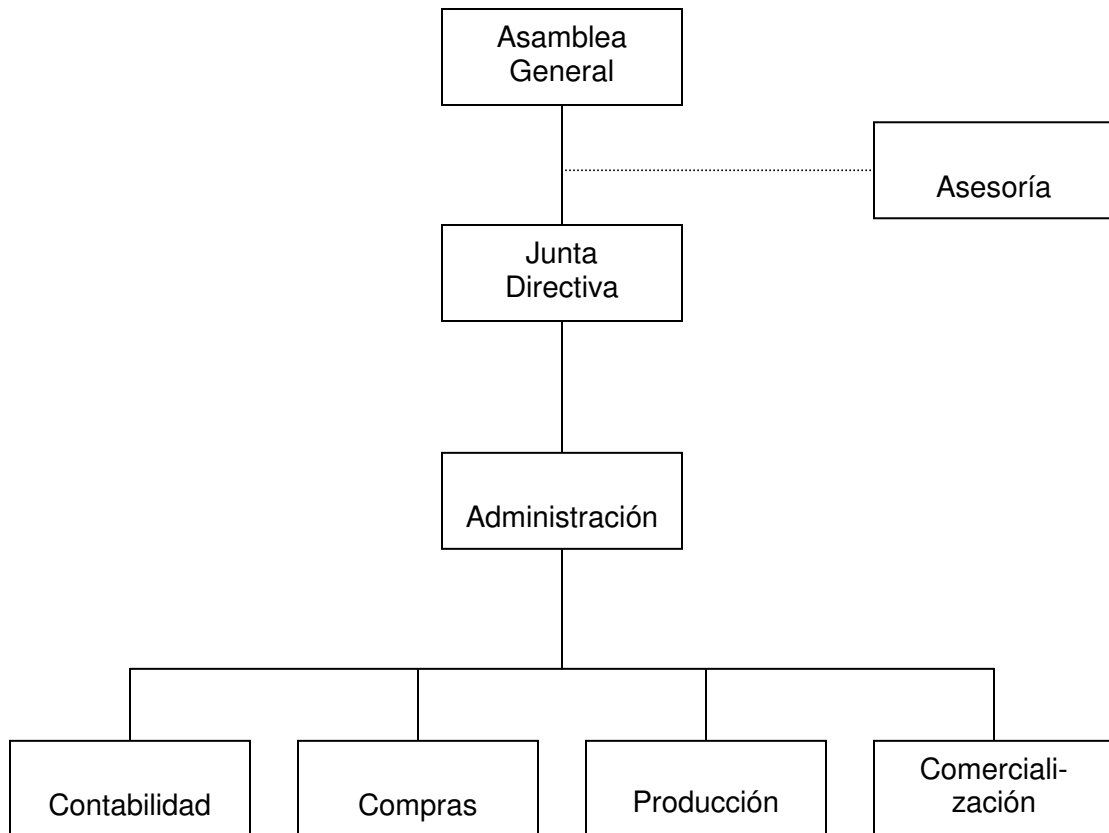 Asamblea
General
Asesoría
Junta
Directiva
Administración
Contabilidad
Compras
Producción
Comerciali-
zación